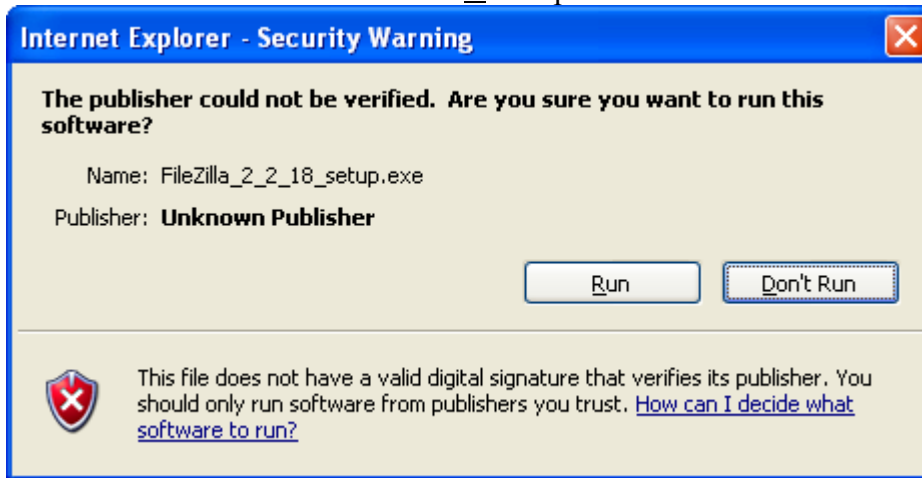 Internet Explorer - Security Warning
The publisher could not be verified. Are you sure you want to run this
software?
Name: FileZilla_2_2_18_setup.exe
Publisher: Unknown Publisher
Run Don't Run
This file does not have a valid digital signature that verifies its publisher. You
should only run software from publishers you trust. How can I decide what
software to run?